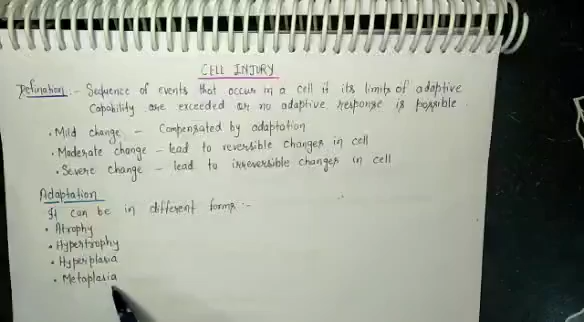 CELL INJURY
Defination :- Sequence of events that occur in a cell if its limits of adaptive
capability are exceeded or no adaptive response is possible.
• Mild change - Compensated by adaptation
• Moderate change - lead to reversible changes in cell
• Severe change - lead to irreversible changes in cell
Adaptation
It can be in different forms :-
• Atrophy
• Hypertrophy
• Hyperplasia
• Metaplasia